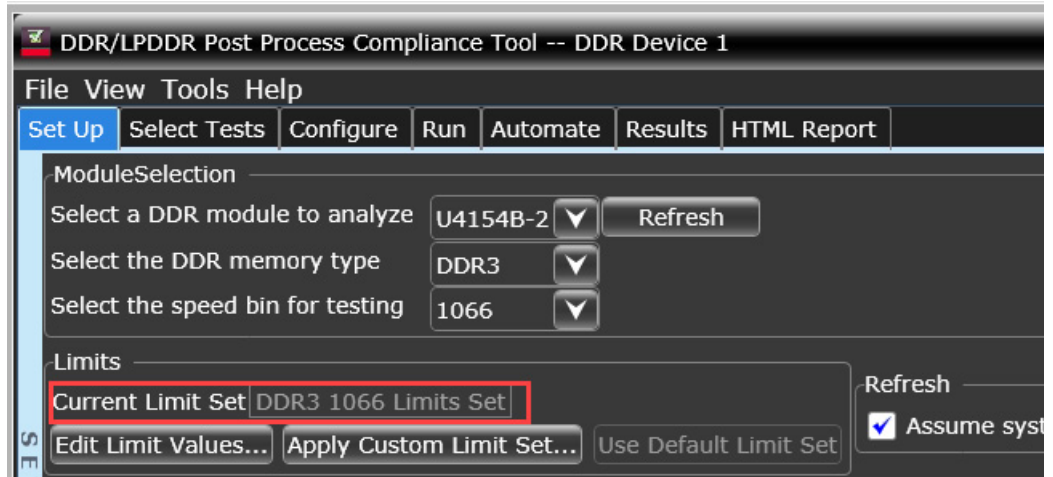 DDR/LPDDR Post Process Compliance Tool -- DDR Device 1
File View Tools Help
Set Up Select Tests Configure Run Automate Results HTML Report
ModuleSelection
Select a DDR module to analyze U4154B-2 Refresh
Select the DDR memory type DDR3
Select the speed bin for testing 1066
Limits
Current Limit Set DDR3 1066 Limits Set
Refresh
Edit Limit Values... Apply Custom Limit Set... Use Default Limit Set
Assume syst
S E